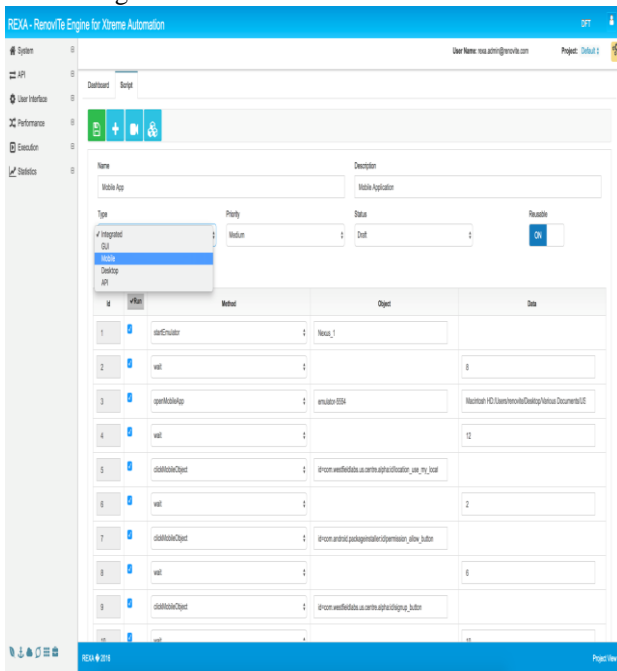 REXA - RenovITe Engine for Xtreme Automation
DFT
System
User Name: rexa.admin@renovite.com
Project: Default
API
User Interface
Performance
Execution
Statistics
Dashboard
Script
Name
Description
Mobile App
Mobile Application
Type
Priority
Status
Reusable
✓ Integrated
GUI
Mobile
Desktop
API
Medium
Draft
ON
Id
✓Run
Method
Object
Data
1
startEmulator
Nexus_1
2
wait
8
3
openMobileApp
emulator-5554
Macintosh HD:/Users/renovite/Desktop/Various Documents/US
4
wait
12
5
clickMobileObject
id=com.westfieldlabs.us.centre.alpha:id/location_use_my_locat
6
wait
2
7
clickMobileObject
id=com.android.packageinstaller:id/permission_allow_button
8
wait
6
9
clickMobileObject
id=com.westfieldlabs.us.centre.alpha:id/signup_button
10
wait
REXA � 2016
Project View